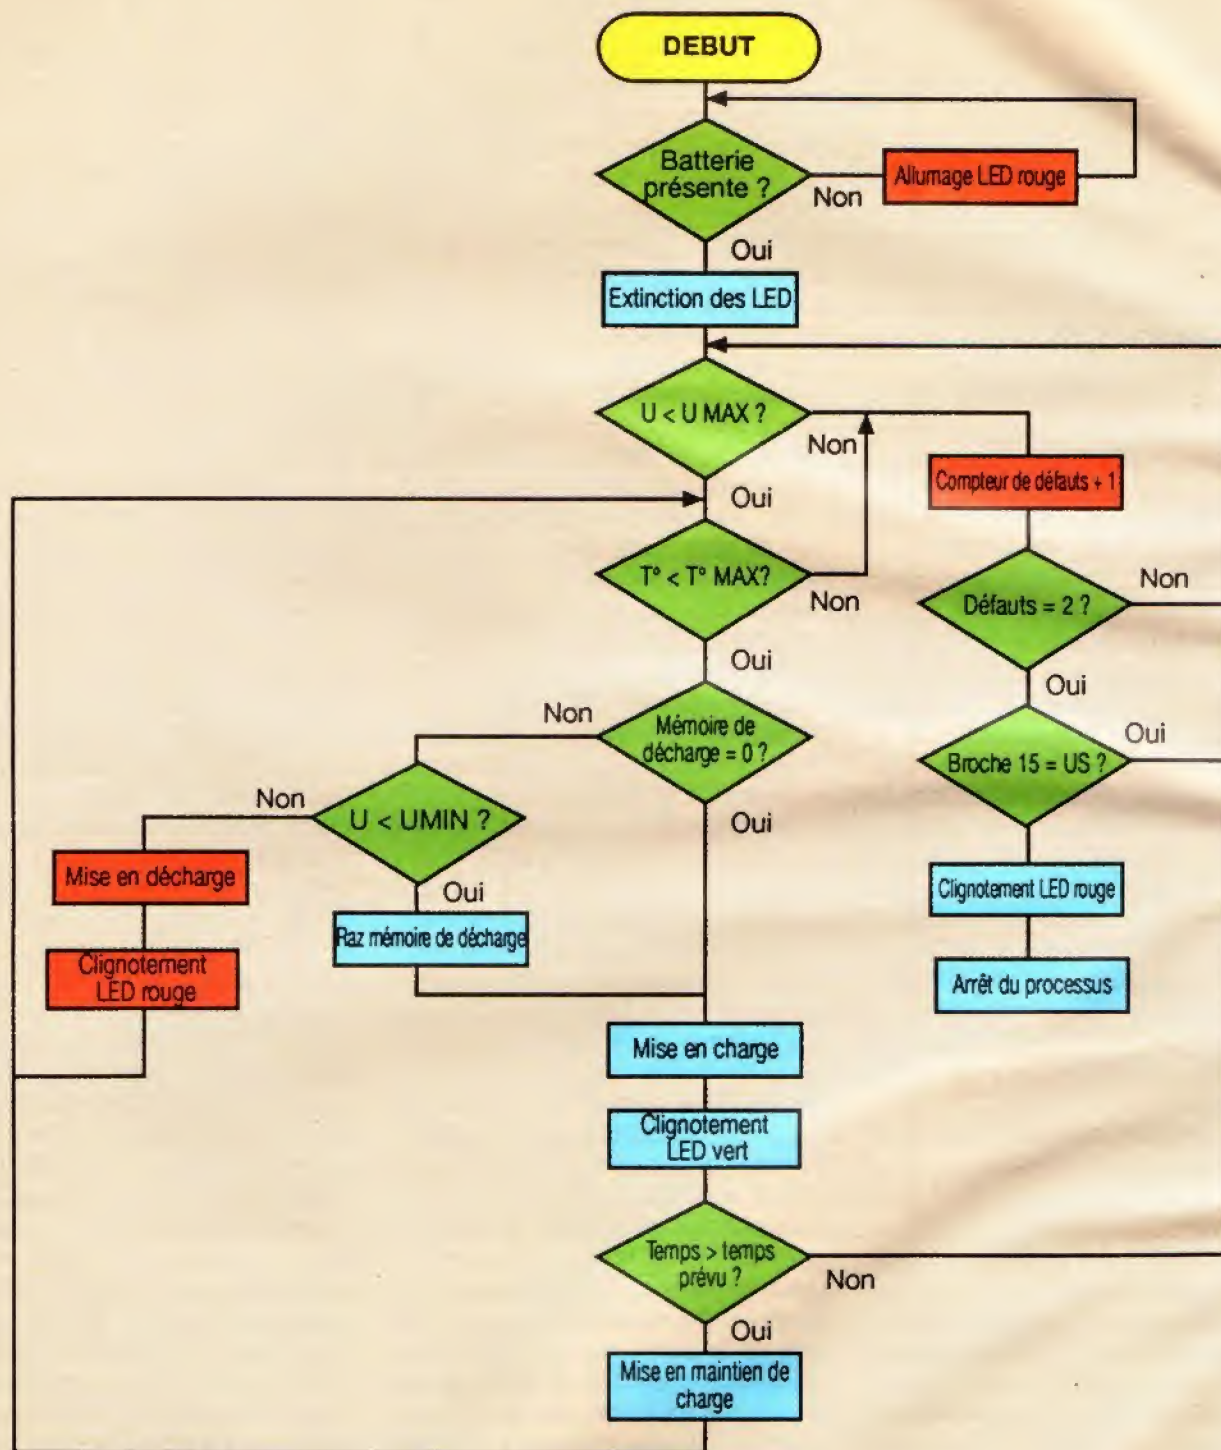 DEBUT
Batterie
présente ?
Non
Allumage LED rouge
Oui
Extinction des LED
U < U MAX ?
Non
Compteur de défauts + 1
Oui
T° < T° MAX?
Non
Défauts = 2 ?
Non
Oui
Oui
Non
Mémoire de
décharge = 0 ?
Broche 15 = US ?
Oui
Non
U < UMIN ?
Oui
Mise en décharge
Oui
Clignotement LED rouge
Raz mémoire de décharge
Clignotement
LED rouge
Arrêt du processus
Mise en charge
Clignotement
LED vert
Temps > temps
prévu ?
Non
Oui
Mise en maintien de
charge